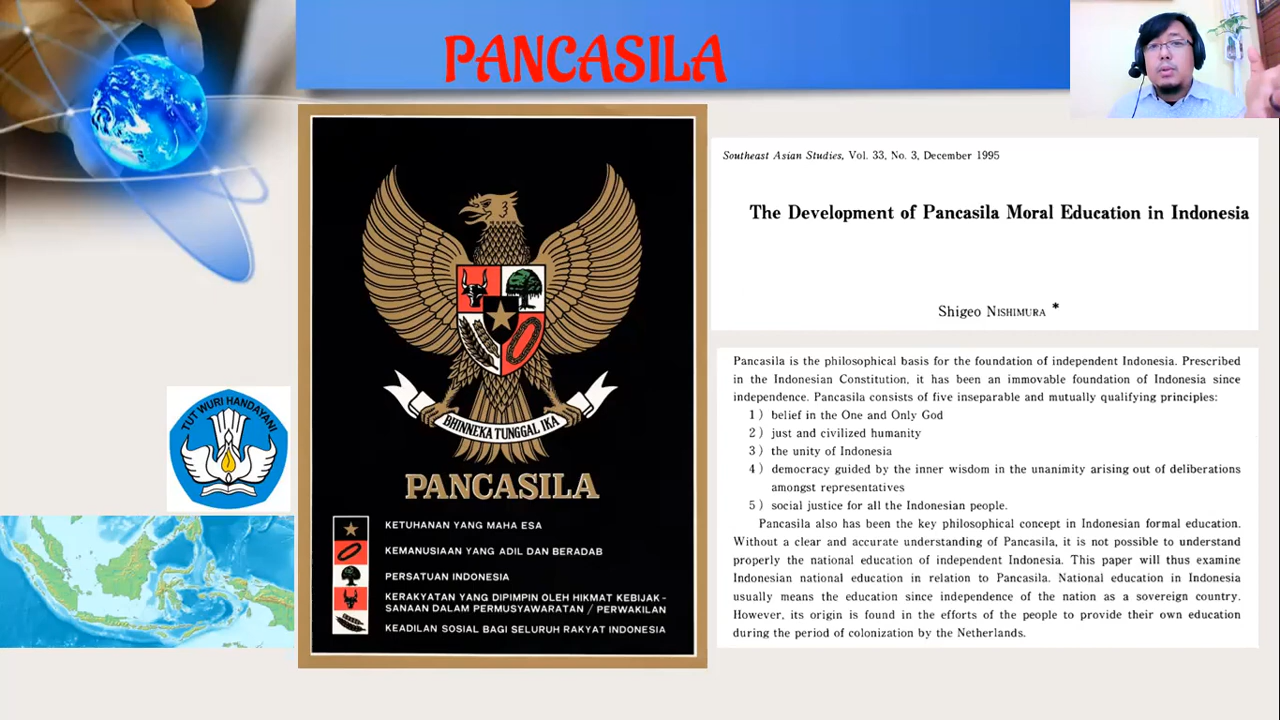 PANCASILA
Southeast Asian Studies, Vol. 33, No. 3, December 1995
The Development of Pancasila Moral Education in Indonesia
Shigeo NISHIMURA *
Pancasila is the philosophical basis for the foundation of independent Indonesia. Prescribed
in the Indonesian Constitution, it has been an immovable foundation of Indonesia since
independence. Pancasila consists of five inseparable and mutually qualifying principles:
1) belief in the One and Only God
2) just and civilized humanity
3) the unity of Indonesia
4) democracy guided by the inner wisdom in the unanimity arising out of deliberations
amongst representatives
5) social justice for all the Indonesian people.
Pancasila also has been the key philosophical concept in Indonesian formal education.
Without a clear and accurate understanding of Pancasila, it is not possible to understand
properly the national education of independent Indonesia. This paper will thus examine
Indonesian national education in relation to Pancasila. National education in Indonesia
usually means the education since independence of the nation as a sovereign country.
However, its origin is found in the efforts of the people to provide their own education
during the period of colonization by the Netherlands.
BHINNEKA TUNGGAL IKA
PANCASILA
KETUHANAN YANG MAHA ESA
KEMANUSIAAN YANG ADIL DAN BERADAB
PERSATUAN INDONESIA
KERAKYATAN YANG DIPIMPIN OLEH HIKMAT KEBIJAK-
SANAAN DALAM PERMUSYAWARATAN / PERWAKILAN
KEADILAN SOSIAL BAGI SELURUH RAKYAT INDONESIA
TUT WURI HANDAYANI